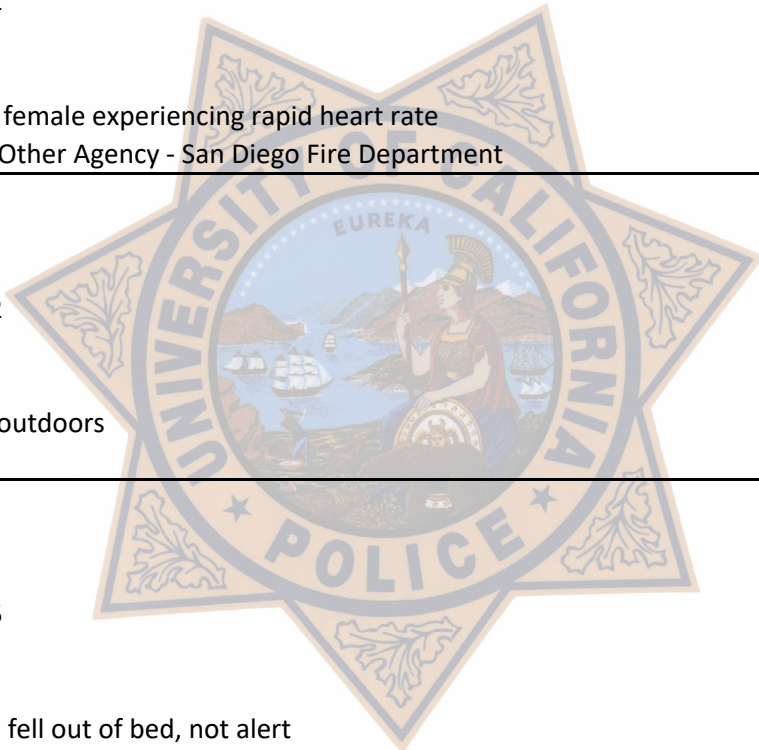 female experiencing rapid heart rate
Other Agency - San Diego Fire Department
UNIVERSITY OF CALIFORNIA
EUREKA
outdoors
POLICE
fell out of bed, not alert